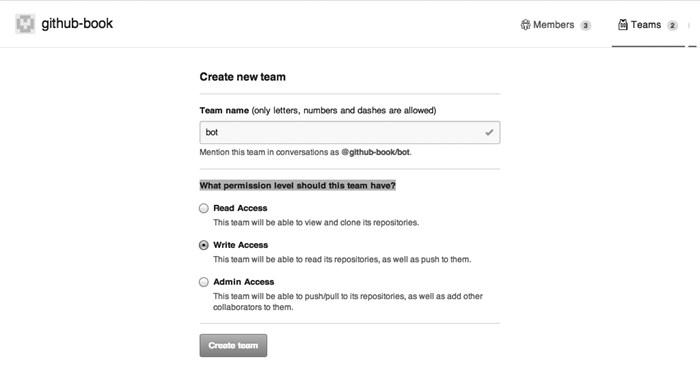 github-book
Members 3
Teams 2
Create new team
Team name (only letters, numbers and dashes are allowed)
bot
Mention this team in conversations as @github-book/bot.
What permission level should this team have?
Read Access
This team will be able to view and clone its repositories.
Write Access
This team will be able to read its repositories, as well as push to them.
Admin Access
This team will be able to push/pull to its repositories, as well as add other
collaborators to them.
Create team